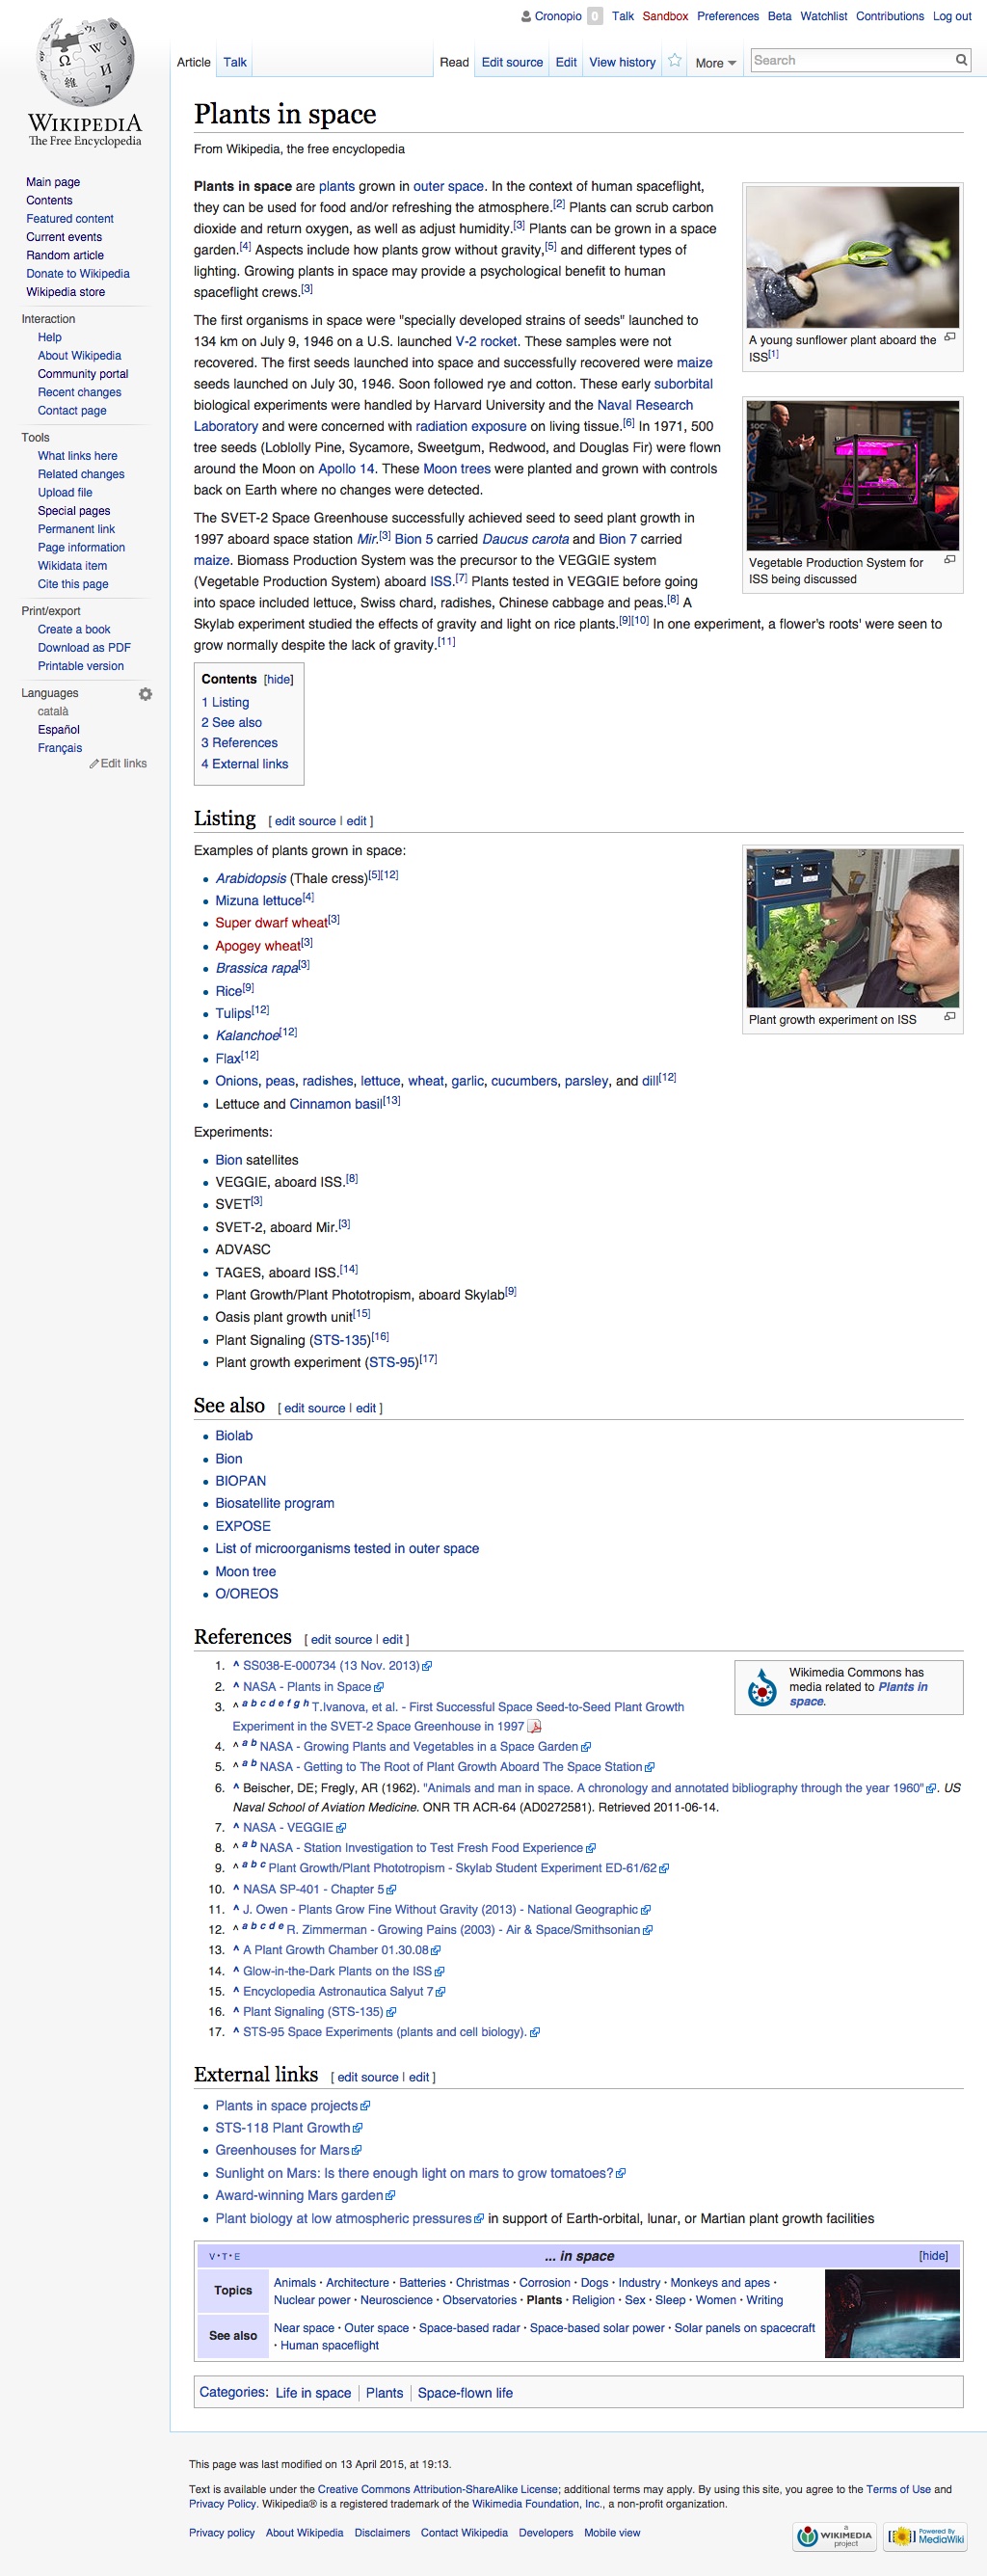 Cronopio 0 Talk Sandbox Preferences Beta Watchlist Contributions Log out
Article Talk Read Edit source Edit View history More Search
WIKIPEDIA
The Free Encyclopedia
Main page
Contents
Featured content
Current events
Random article
Donate to Wikipedia
Wikipedia store
Interaction
Help
About Wikipedia
Community portal
Recent changes
Contact page
Tools
What links here
Related changes
Upload file
Special pages
Permanent link
Page information
Wikidata item
Cite this page
Print/export
Create a book
Download as PDF
Printable version
Languages
català
Español
Français
Edit links
Plants in space
From Wikipedia, the free encyclopedia
Plants in space are plants grown in outer space. In the context of human spaceflight,
they can be used for food and/or refreshing the atmosphere.[2] Plants can scrub carbon
dioxide and return oxygen, as well as adjust humidity.[3] Plants can be grown in a space
garden.[4] Aspects include how plants grow without gravity,[5] and different types of
lighting. Growing plants in space may provide a psychological benefit to human
spaceflight crews.[3]
A young sunflower plant aboard the
ISS[1]
The first organisms in space were "specially developed strains of seeds" launched to
134 km on July 9, 1946 on a U.S. launched V-2 rocket. These samples were not
recovered. The first seeds launched into space and successfully recovered were maize
seeds launched on July 30, 1946. Soon followed rye and cotton. These early suborbital
biological experiments were handled by Harvard University and the Naval Research
Laboratory and were concerned with radiation exposure on living tissue.[6] In 1971, 500
tree seeds (Loblolly Pine, Sycamore, Sweetgum, Redwood, and Douglas Fir) were flown
around the Moon on Apollo 14. These Moon trees were planted and grown with controls
back on Earth where no changes were detected.
Vegetable Production System for
ISS being discussed
The SVET-2 Space Greenhouse successfully achieved seed to seed plant growth in
1997 aboard space station Mir.[3] Bion 5 carried Daucus carota and Bion 7 carried
maize. Biomass Production System was the precursor to the VEGGIE system
(Vegetable Production System) aboard ISS.[7] Plants tested in VEGGIE before going
into space included lettuce, Swiss chard, radishes, Chinese cabbage and peas.[8] A
Skylab experiment studied the effects of gravity and light on rice plants.[9][10] In one experiment, a flower's roots' were seen to
grow normally despite the lack of gravity.[11]
Contents [hide]
1 Listing
2 See also
3 References
4 External links
Listing [ edit source | edit ]
Examples of plants grown in space:
Arabidopsis (Thale cress)[5][12]
Mizuna lettuce[4]
Super dwarf wheat[3]
Apogey wheat[3]
Brassica rapa[3]
Rice[9]
Tulips[12]
Kalanchoe[12]
Flax[12]
Onions, peas, radishes, lettuce, wheat, garlic, cucumbers, parsley, and dill[12]
Lettuce and Cinnamon basil[13]
Plant growth experiment on ISS
Experiments:
Bion satellites
VEGGIE, aboard ISS.[8]
SVET[3]
SVET-2, aboard Mir.[3]
ADVASC
TAGES, aboard ISS.[14]
Plant Growth/Plant Phototropism, aboard Skylab[9]
Oasis plant growth unit[15]
Plant Signaling (STS-135)[16]
Plant growth experiment (STS-95)[17]
See also [ edit source | edit ]
Biolab
Bion
BIOPAN
Biosatellite program
EXPOSE
List of microorganisms tested in outer space
Moon tree
O/OREOS
References [ edit source | edit ]
1. ^ SS038-E-000734 (13 Nov. 2013)
2. ^ NASA - Plants in Space
3. ^ a b c d e f g h T.Ivanova, et al. - First Successful Space Seed-to-Seed Plant Growth
Experiment in the SVET-2 Space Greenhouse in 1997
4. ^ a b NASA - Growing Plants and Vegetables in a Space Garden
5. ^ a b NASA - Getting to The Root of Plant Growth Aboard The Space Station
6. ^ Beischer, DE; Fregly, AR (1962). "Animals and man in space. A chronology and annotated bibliography through the year 1960". US
Naval School of Aviation Medicine. ONR TR ACR-64 (AD0272581). Retrieved 2011-06-14.
7. ^ NASA - VEGGIE
8. ^ a b NASA - Station Investigation to Test Fresh Food Experience
9. ^ a b c Plant Growth/Plant Phototropism - Skylab Student Experiment ED-61/62
10. ^ NASA SP-401 - Chapter 5
11. ^ J. Owen - Plants Grow Fine Without Gravity (2013) - National Geographic
12. ^ a b c d e R. Zimmerman - Growing Pains (2003) - Air & Space/Smithsonian
13. ^ A Plant Growth Chamber 01.30.08
14. ^ Glow-in-the-Dark Plants on the ISS
15. ^ Encyclopedia Astronautica Salyut 7
16. ^ Plant Signaling (STS-135)
17. ^ STS-95 Space Experiments (plants and cell biology).
Wikimedia Commons has
media related to Plants in
space.
External links [ edit source | edit ]
Plants in space projects
STS-118 Plant Growth
Greenhouses for Mars
Sunlight on Mars: Is there enough light on mars to grow tomatoes?
Award-winning Mars garden
Plant biology at low atmospheric pressures in support of Earth-orbital, lunar, or Martian plant growth facilities
V · T · E ... in space [hide]
Topics
Animals · Architecture · Batteries · Christmas · Corrosion · Dogs · Industry · Monkeys and apes ·
Nuclear power · Neuroscience · Observatories · Plants · Religion · Sex · Sleep · Women · Writing
See also
Near space · Outer space · Space-based radar · Space-based solar power · Solar panels on spacecraft
· Human spaceflight
Categories: Life in space | Plants | Space-flown life
This page was last modified on 13 April 2015, at 19:13.
Text is available under the Creative Commons Attribution-ShareAlike License; additional terms may apply. By using this site, you agree to the Terms of Use and
Privacy Policy. Wikipedia® is a registered trademark of the Wikimedia Foundation, Inc., a non-profit organization.
Privacy policy About Wikipedia Disclaimers Contact Wikipedia Developers Mobile view
a
WIKIMEDIA
project
Powered By
MediaWiki